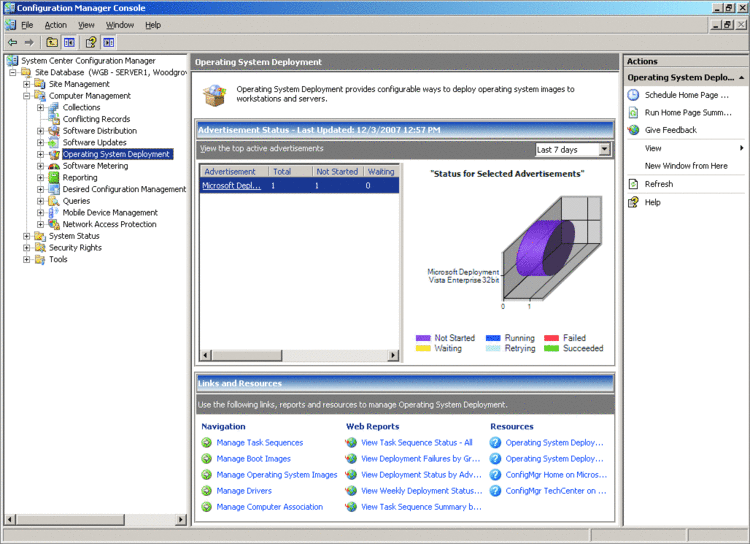 Configuration Manager Console
File Action View Window Help
System Center Configuration Manager
Site Database (WGB - SERVER1, Woodgrov
Site Management
Computer Management
Collections
Conflicting Records
Software Distribution
Software Updates
Operating System Deployment
Software Metering
Reporting
Desired Configuration Management
Queries
Mobile Device Management
Network Access Protection
System Status
Security Rights
Tools
Operating System Deployment
Operating System Deployment provides configurable ways to deploy operating system images to
workstations and servers.
Advertisement Status - Last Updated: 12/3/2007 12:57 PM
View the top active advertisements
Last 7 days
Advertisement Total Not Started Waiting
Microsoft Depl... 1 1 0
"Status for Selected Advertisements"
Microsoft Deployment
Vista Enterprise 32bit
0 1
Not Started Running Failed
Waiting Retrying Succeeded
Links and Resources
Use the following links, reports and resources to manage Operating System Deployment.
Navigation
Manage Task Sequences
Manage Boot Images
Manage Operating System Images
Manage Drivers
Manage Computer Association
Web Reports
View Task Sequence Status - All
View Deployment Failures by Gr...
View Deployment Status by Adv...
View Weekly Deployment Status...
View Task Sequence Summary b...
Resources
Operating System Deploy...
Operating System Deploy...
ConfigMgr Home on Micros...
ConfigMgr TechCenter on ...
Actions
Operating System Deplo...
Schedule Home Page ...
Run Home Page Summ...
Give Feedback
View
New Window from Here
Refresh
Help